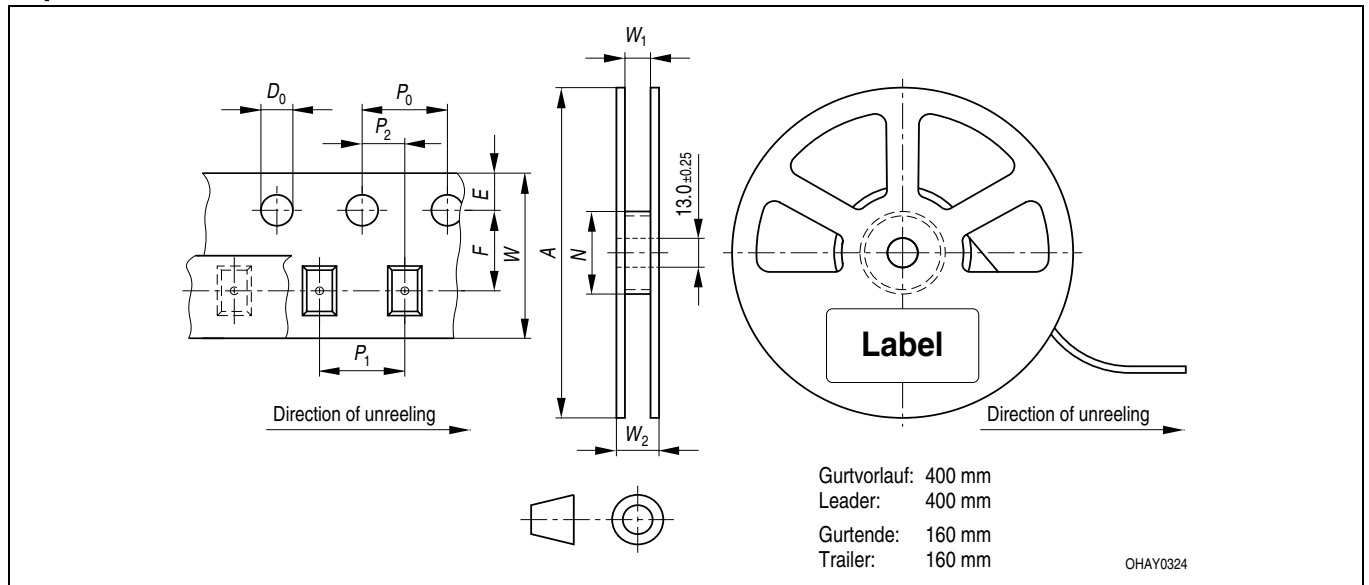 W1
D0
P0
P2
E
F
W
A
N
13.0 ±0.25
P1
W2
Label
Direction of unreeling
Direction of unreeling
Gurtvorlauf: 400 mm
Leader: 400 mm
Gurtende: 160 mm
Trailer: 160 mm
OHAY0324